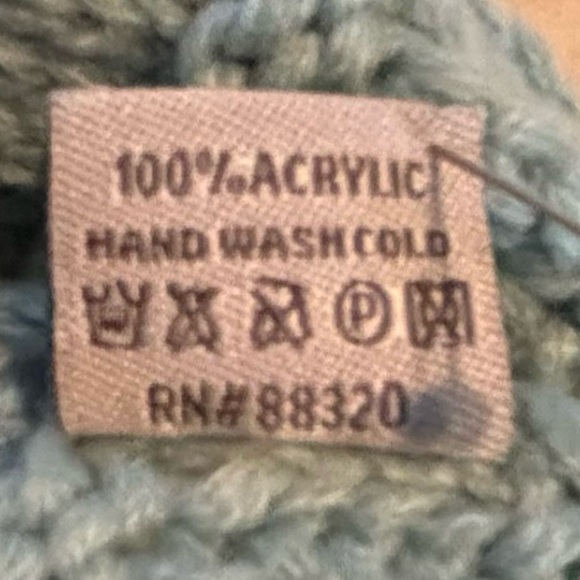 100% ACRYLIC
HAND WASH COLD
P
RN#88320